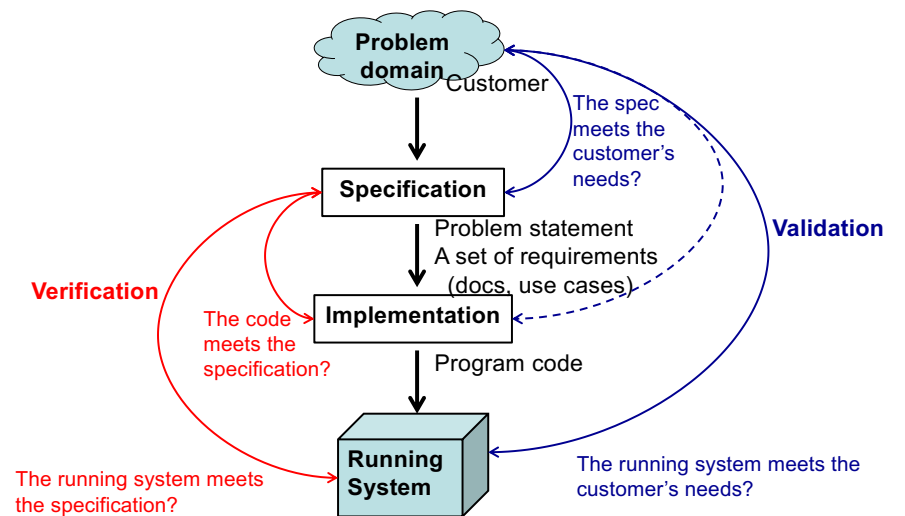 Problem
domain
Customer
The spec
meets the
customer's
needs?
Specification
Problem statement
A set of requirements
(docs, use cases)
Validation
Verification
Implementation
The code
meets the
specification?
Program code
Running
System
The running system meets
the specification?
The running system meets the
customer's needs?